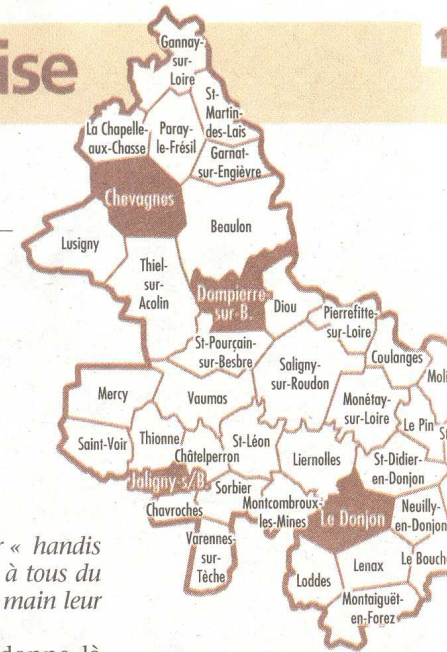 ise
1
Gannay-
sur-
Loire
St-
Martin-
des-Lais
La Chapelle-
aux-Chasse
Paray-
le-Frésil
Garnat-
sur-Engièvre
Chevagnes
Beaulon
Lusigny
Thiel-
sur-
Acolin
Dompierre-
sur-B.
Diou
Pierrefitte-
sur-Loire
St-Pourçain-
sur-Besbre
Saligny-
sur-Roudon
Coulanges
Moli
Mercy
Vaumas
Monétay-
sur-Loire
Le Pin
St
Saint-Voir
Thionne
Châtelperron
St-Léon
Liernolles
St-Didier-
en-Donjon
Jaligny-s/B.
Sorbier
Chavroches
Montcombroux-
les-Mines
Le Donjon
Neuilly-
en-Donjon
Varennes-
sur-
Tèche
Loddes
Lenax
Le Bouch
Montaiguët-
en-Forez
r « handis
à tous du
main leur
donne là